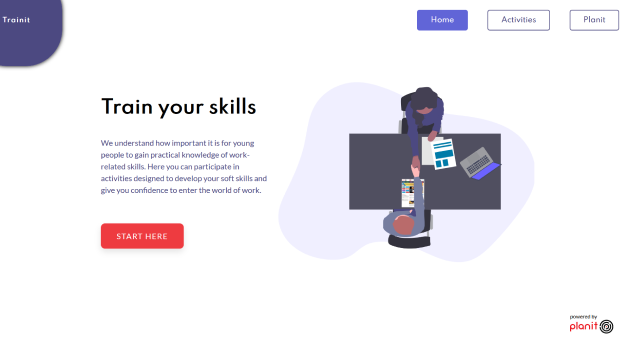 Trainit
Home
Activities
Planit
Train your skills
We understand how important it is for young
people to gain practical knowledge of work-
related skills. Here you can participate in
activities designed to develop your soft skills and
give you confidence to enter the world of work.
START HERE
powered by
planit